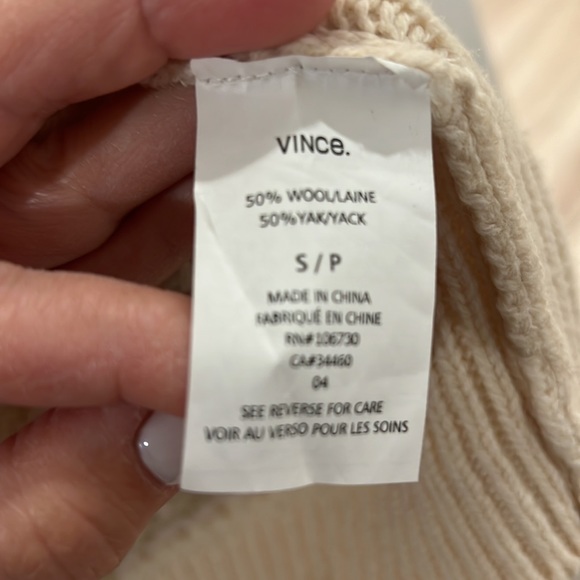 VINCe.
50% WOOL/LAINE
50%YAK/YACK
S / P
MADE IN CHINA
FABRIQUÉ EN CHINE
RN#106730
CA#34460
04
SEE REVERSE FOR CARE
VOIR AU VERSO POUR LES SOINS